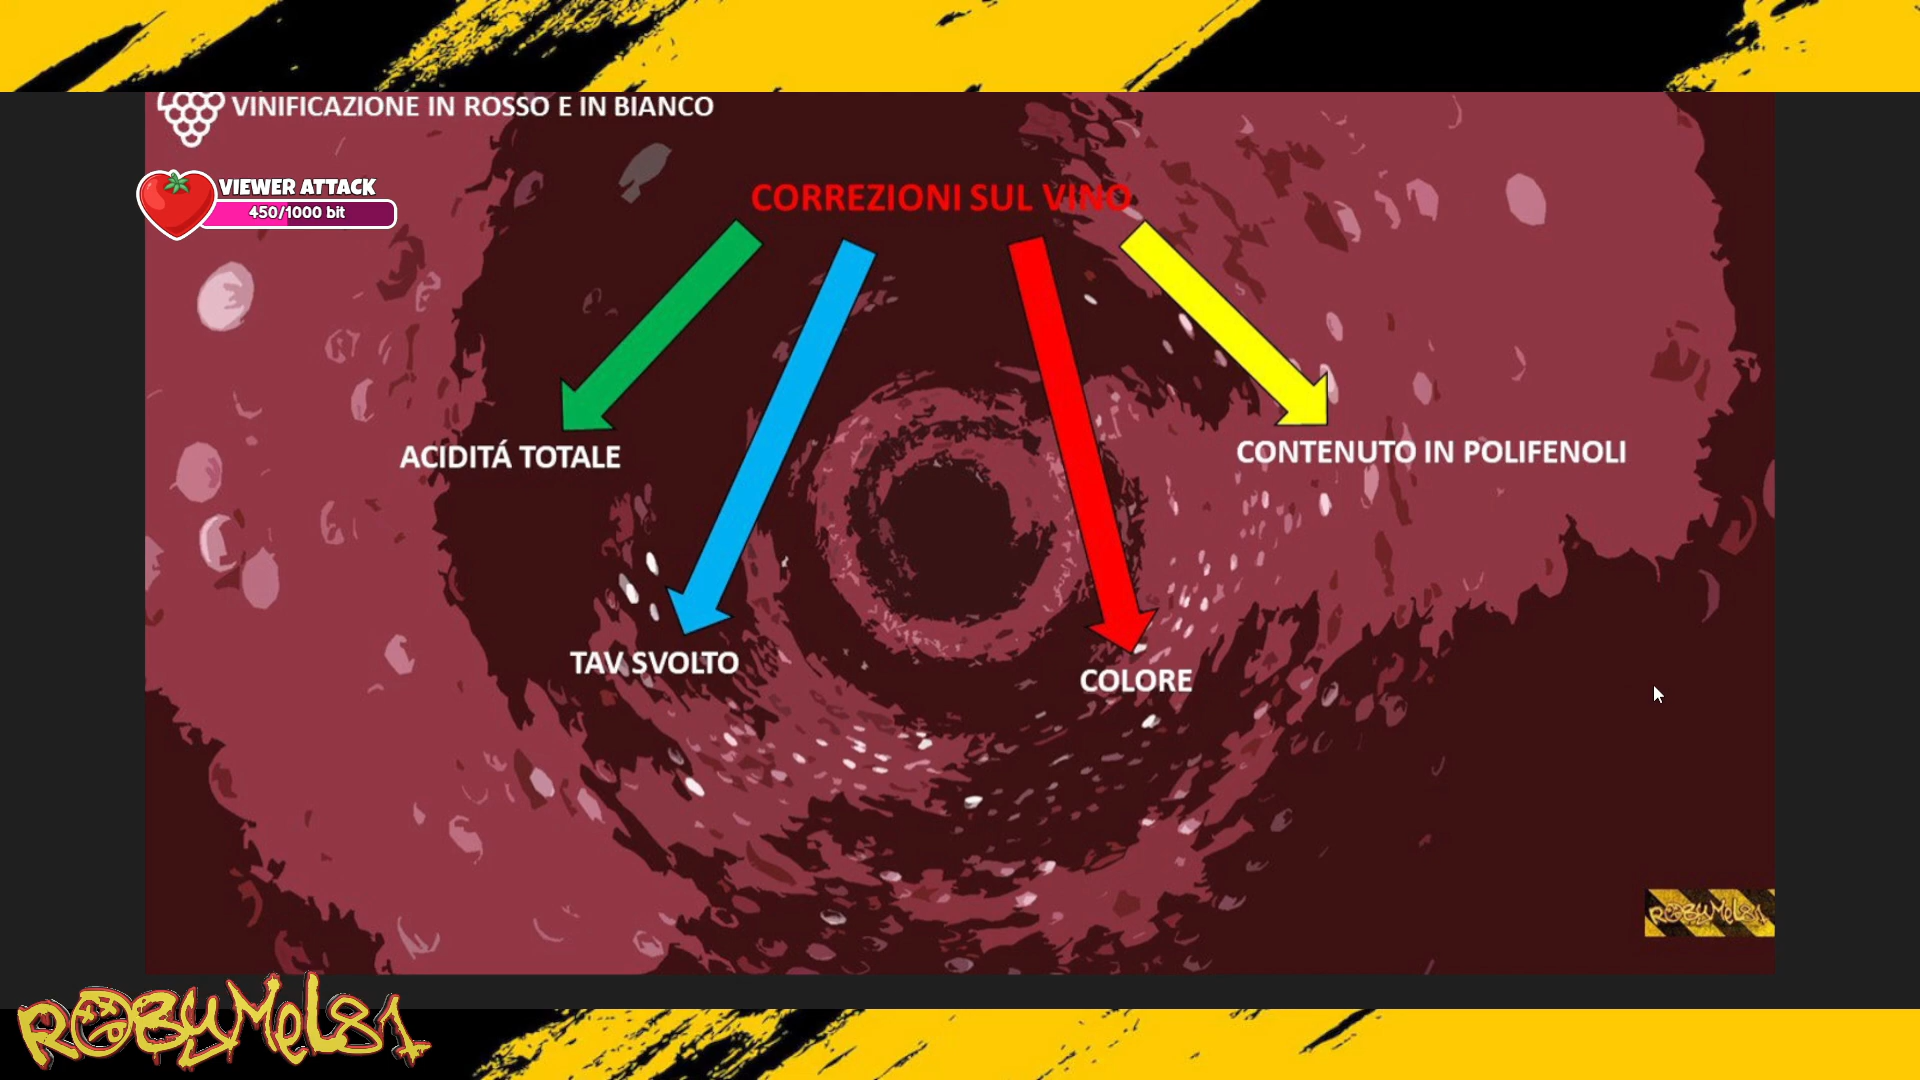 VINIFICAZIONE IN ROSSO E IN BIANCO
VIEWER ATTACK
450/1000 bit
CORREZIONI SUL VINO
ACIDITÁ TOTALE
CONTENUTO IN POLIFENOLI
TAV SVOLTO
COLORE
RobyMel81
RobyMel81